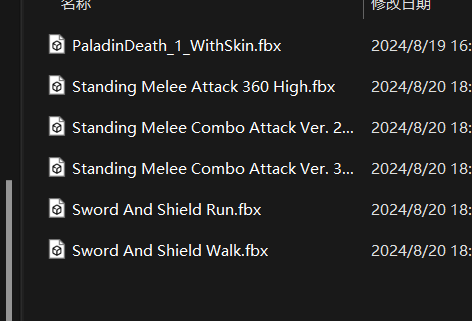 名称 修改日期
PaladinDeath_1_WithSkin.fbx 2024/8/19 16:
Standing Melee Attack 360 High.fbx 2024/8/20 18:
Standing Melee Combo Attack Ver. 2... 2024/8/20 18:
Standing Melee Combo Attack Ver. 3... 2024/8/20 18:
Sword And Shield Run.fbx 2024/8/20 18:
Sword And Shield Walk.fbx 2024/8/20 18: